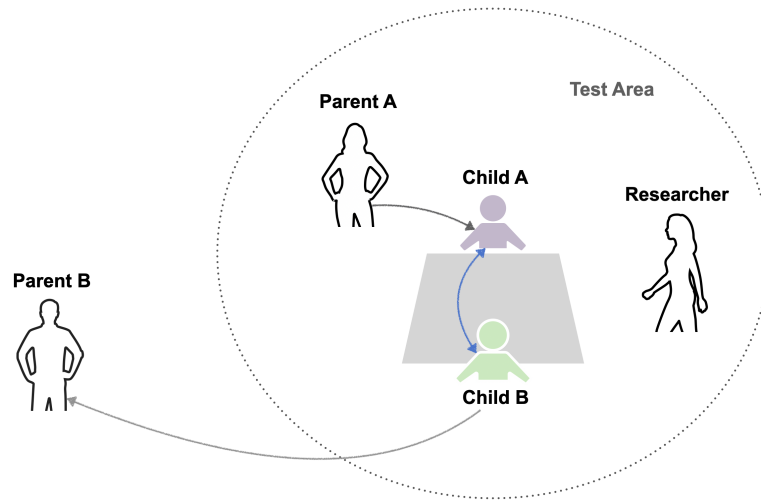 Test Area
Parent A
Child A
Researcher
Parent B
Child B